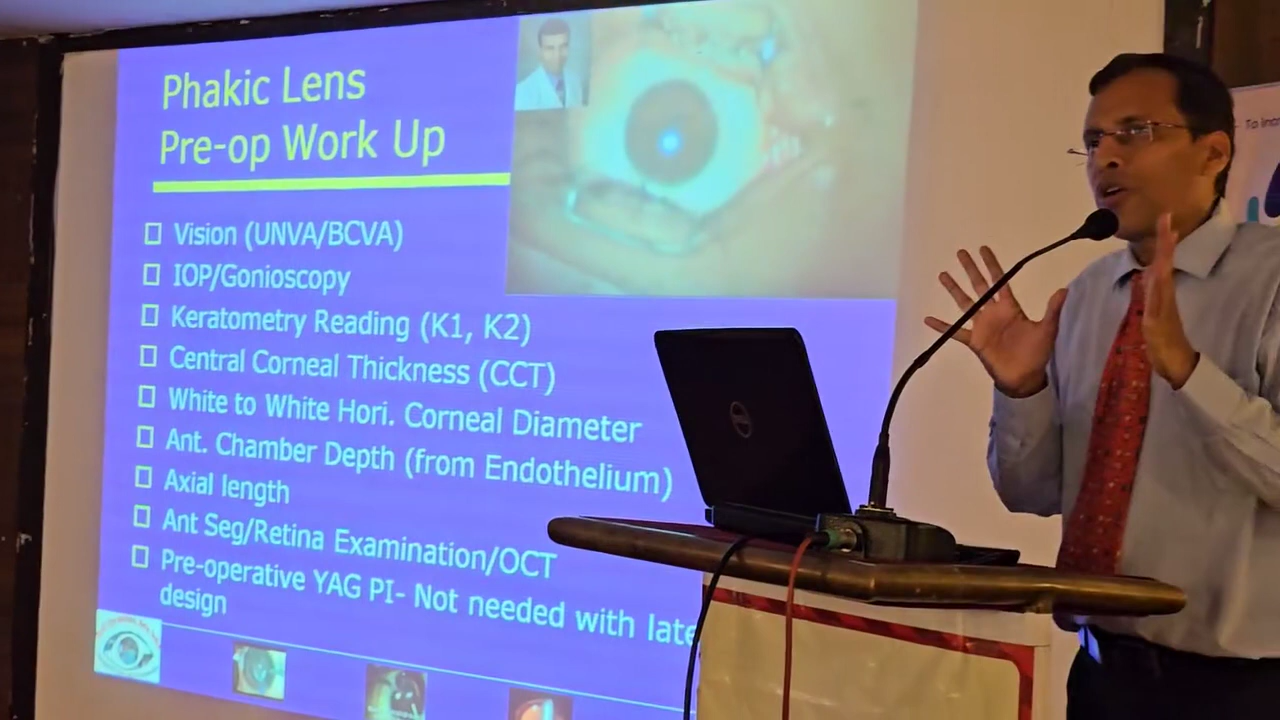 Phakic Lens
Pre-op Work Up
Vision (UNVA/BCVA)
IOP/Gonioscopy
Keratometry Reading (K1, K2)
Central Corneal Thickness (CCT)
White to White Hori. Corneal Diameter
Ant. Chamber Depth (from Endothelium)
Axial length
Ant Seg/Retina Examination/OCT
Pre-operative YAG PI- Not needed with late
design
To